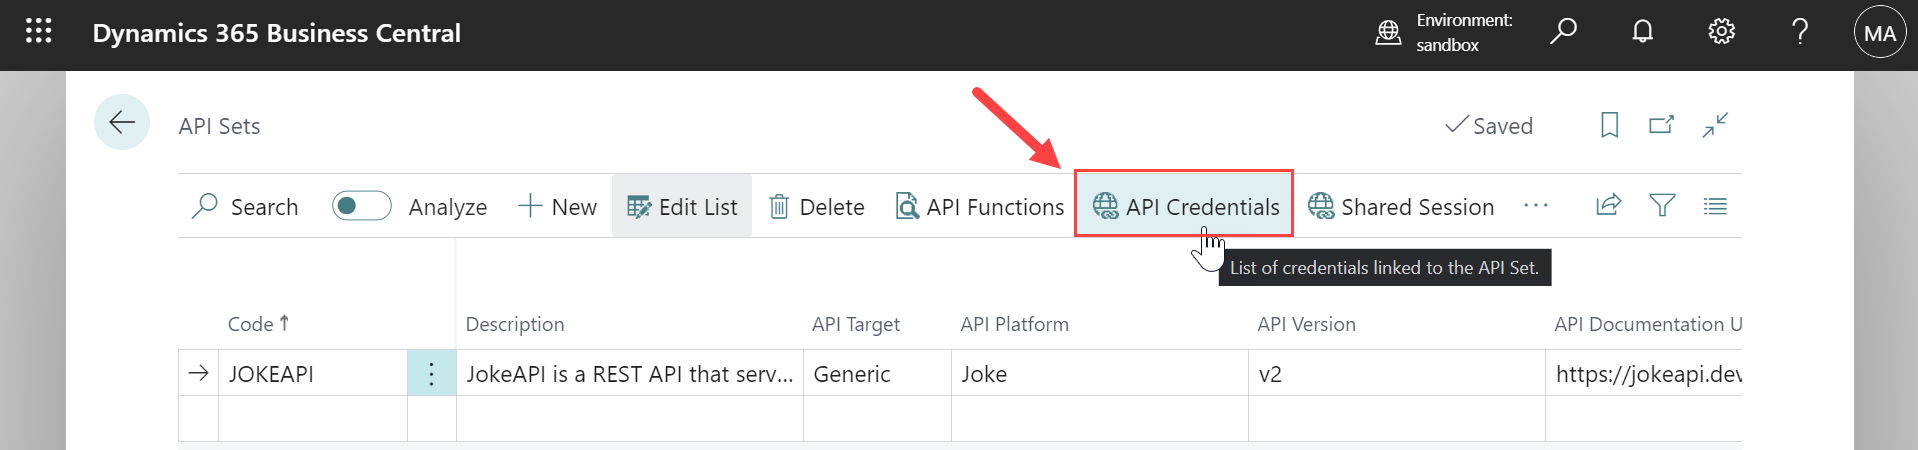 Dynamics 365 Business Central
Environment:
sandbox
MA
API Sets
Saved
Search Analyze New Edit List Delete API Functions API Credentials Shared Session
List of credentials linked to the API Set.
Code Description API Target API Platform API Version API Documentation U
JOKEAPI JokeAPI is a REST API that serv... Generic Joke v2 https://jokeapi.dev